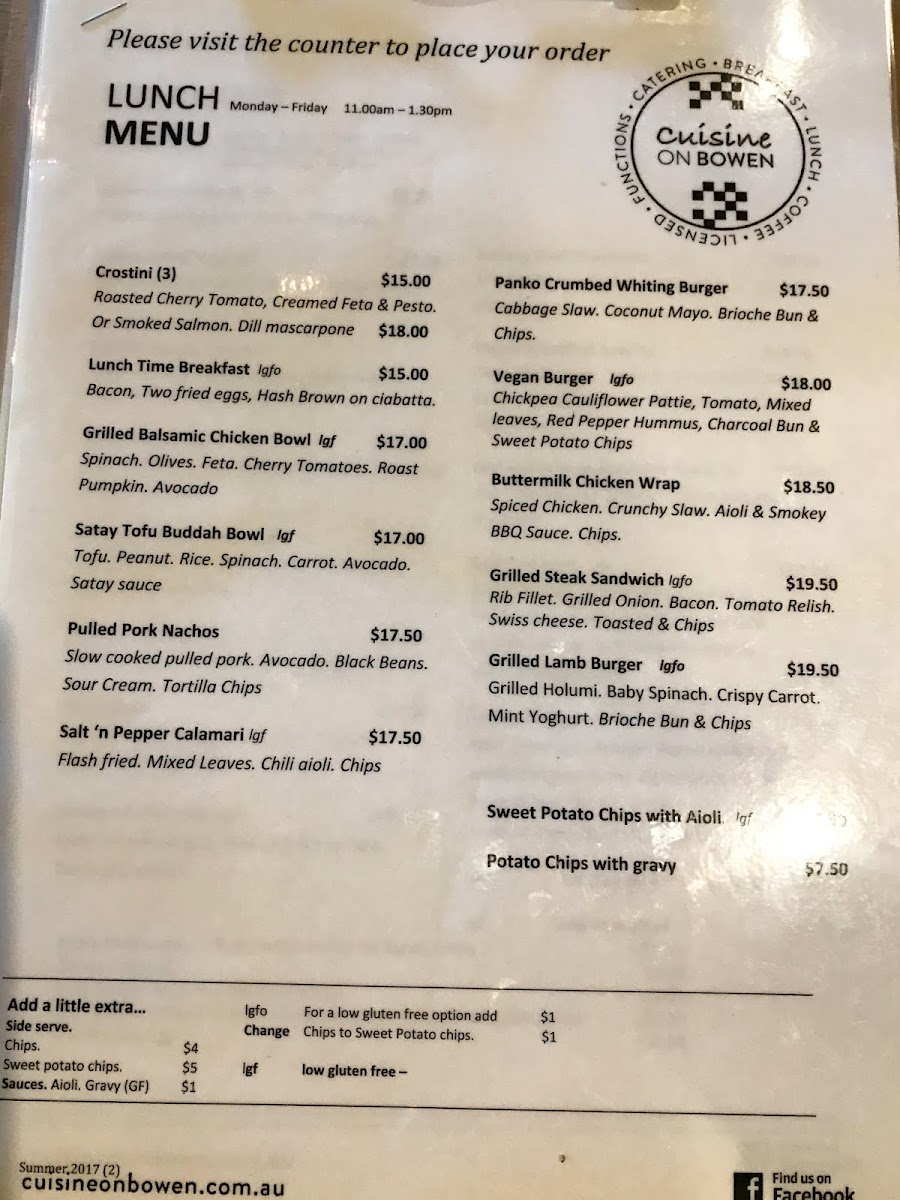 Please visit the counter to place your order
LUNCH Monday – Friday 11.00am – 1.30pm
MENU
FUNCTIONS • CATERING • BREAKFAST • LUNCH • COFFEE • LICENSED •
Cuisine
ON BOWEN
Crostini (3) $15.00
Roasted Cherry Tomato, Creamed Feta & Pesto.
Or Smoked Salmon. Dill mascarpone $18.00
Lunch Time Breakfast lgfo $15.00
Bacon, Two fried eggs, Hash Brown on ciabatta.
Grilled Balsamic Chicken Bowl lgf $17.00
Spinach. Olives. Feta. Cherry Tomatoes. Roast
Pumpkin. Avocado
Satay Tofu Buddah Bowl lgf $17.00
Tofu. Peanut. Rice. Spinach. Carrot. Avocado.
Satay sauce
Pulled Pork Nachos $17.50
Slow cooked pulled pork. Avocado. Black Beans.
Sour Cream. Tortilla Chips
Salt ‘n Pepper Calamari lgf $17.50
Flash fried. Mixed Leaves. Chili aioli. Chips
Panko Crumbed Whiting Burger $17.50
Cabbage Slaw. Coconut Mayo. Brioche Bun &
Chips.
Vegan Burger lgfo $18.00
Chickpea Cauliflower Pattie, Tomato, Mixed
leaves, Red Pepper Hummus, Charcoal Bun &
Sweet Potato Chips
Buttermilk Chicken Wrap $18.50
Spiced Chicken. Crunchy Slaw. Aioli & Smokey
BBQ Sauce. Chips.
Grilled Steak Sandwich lgfo $19.50
Rib Fillet. Grilled Onion. Bacon. Tomato Relish.
Swiss cheese. Toasted & Chips
Grilled Lamb Burger lgfo $19.50
Grilled Holumi. Baby Spinach. Crispy Carrot.
Mint Yoghurt. Brioche Bun & Chips
Sweet Potato Chips with Aioli lgf
Potato Chips with gravy $7.50
Add a little extra...
Side serve.
Chips. $4
Sweet potato chips. $5
Sauces. Aioli. Gravy (GF) $1
lgfo For a low gluten free option add $1
Change Chips to Sweet Potato chips. $1
lgf low gluten free –
Summer,2017 (2)
cuisineonbowen.com.au
Find us on
Facebook